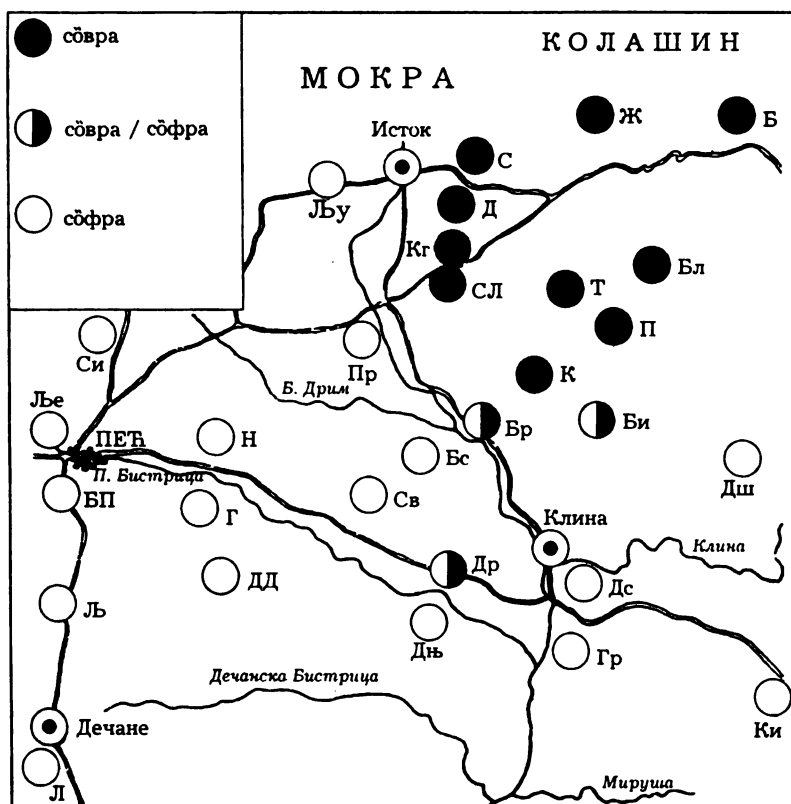 сȍвра
КОЛАШИН
МОКРА
сȍвра / сȍфра
Исток
Ж
Б
С
Љу
Д
сȍфра
Кг
Бл
СЛ
Т
П
Си
Пр
К
Б. Дрим
Ље
ПЕЋ
Н
Бр
Би
Бс
П. Бистрица
Дш
БП
Г
Св
Клина
Клина
ДД
Др
Дс
Љ
Дњ
Гр
Дечанска Бистрица
Ки
Дечане
Мируша
Л